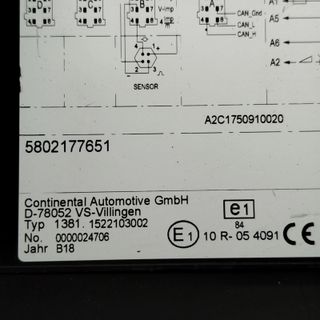 D C B A
V-imp
CAN_Gnd
CAN_L
CAN_H
A1
A5
A6
A2
SENSOR
A2C1750910020
5802177651
Continental Automotive GmbH
D-78052 VS-Villingen
Typ 1381. 1522103002
No. 0000024706
Jahr B18
e1
84
E1 10 R- 05 4091 CE